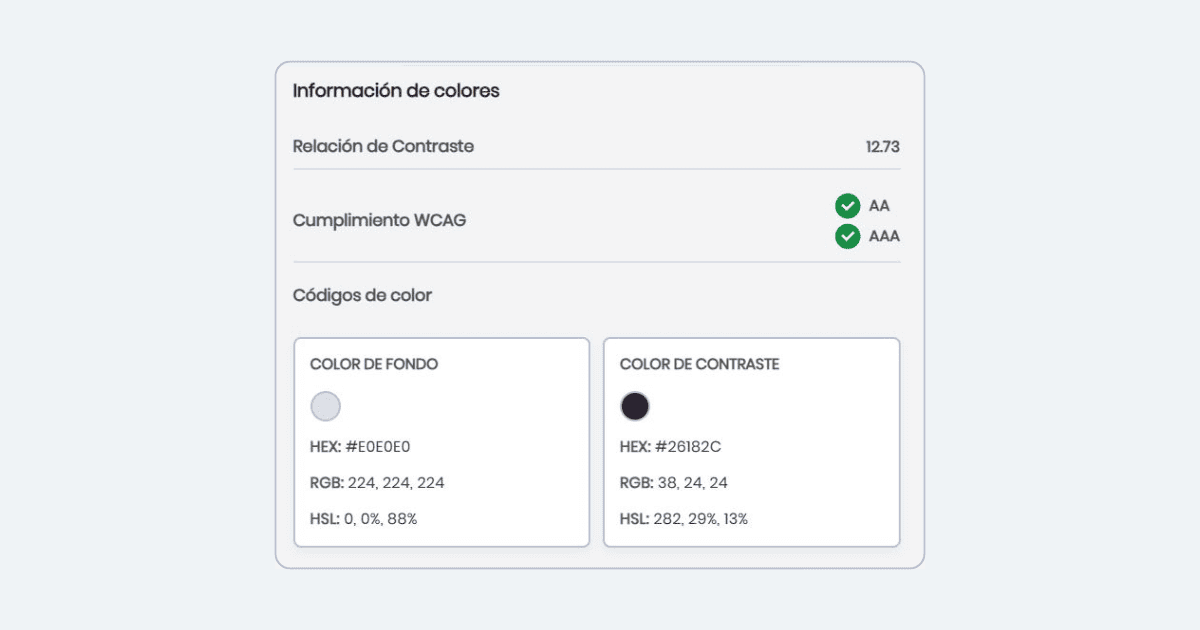 Información de colores
Relación de Contraste 12.73
Cumplimiento WCAG
AA
AAA
Códigos de color
COLOR DE FONDO
HEX: #E0E0E0
RGB: 224, 224, 224
HSL: 0, 0%, 88%
COLOR DE CONTRASTE
HEX: #26182C
RGB: 38, 24, 24
HSL: 282, 29%, 13%